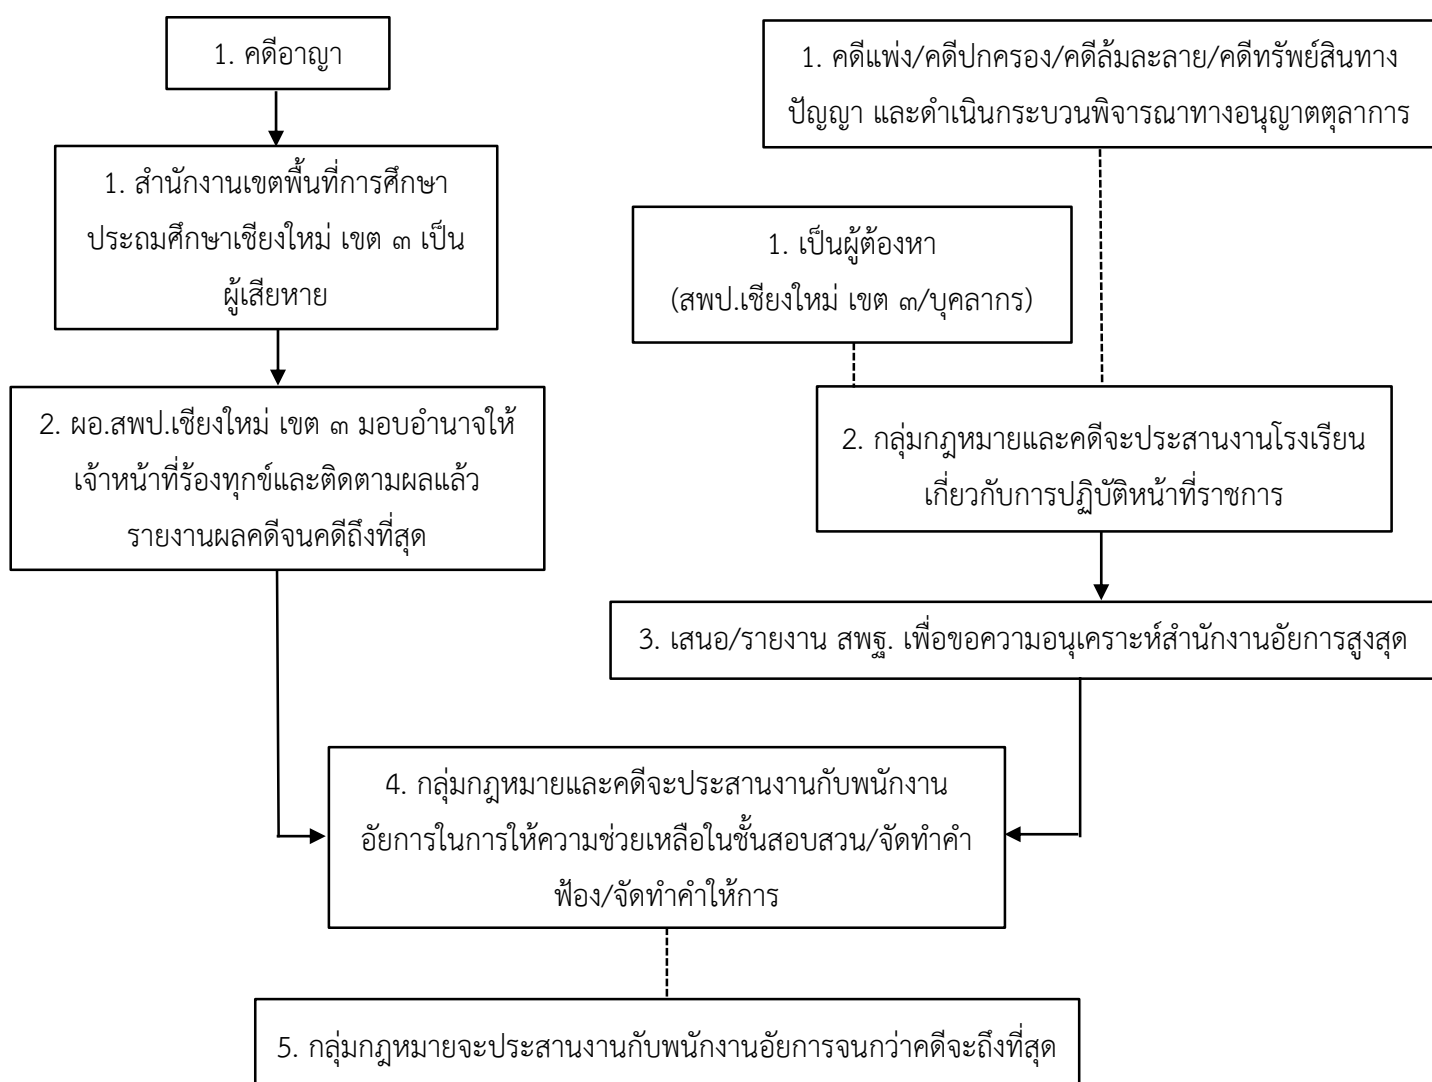 1. คดีอาญา
1. คดีแพ่ง/คดีปกครอง/คดีล้มละลาย/คดีทรัพย์สินทาง
ปัญญา และดำเนินกระบวนพิจารณาทางอนุญาตตุลาการ
1. สำนักงานเขตพื้นที่การศึกษา
ประถมศึกษาเชียงใหม่ เขต ๓ เป็น
ผู้เสียหาย
1. เป็นผู้ต้องหา
(สพป.เชียงใหม่ เขต ๓/บุคลากร)
2. ผอ.สพป.เชียงใหม่ เขต ๓ มอบอำนาจให้
เจ้าหน้าที่ร้องทุกข์และติดตามผลแล้ว
รายงานผลคดีจนคดีถึงที่สุด
2. กลุ่มกฎหมายและคดีจะประสานงานโรงเรียน
เกี่ยวกับการปฏิบัติหน้าที่ราชการ
3. เสนอ/รายงาน สพฐ. เพื่อขอความอนุเคราะห์สำนักงานอัยการสูงสุด
4. กลุ่มกฎหมายและคดีจะประสานงานกับพนักงาน
อัยการในการให้ความช่วยเหลือในชั้นสอบสวน/จัดทำคำ
ฟ้อง/จัดทำคำให้การ
5. กลุ่มกฎหมายจะประสานงานกับพนักงานอัยการจนกว่าคดีจะถึงที่สุด